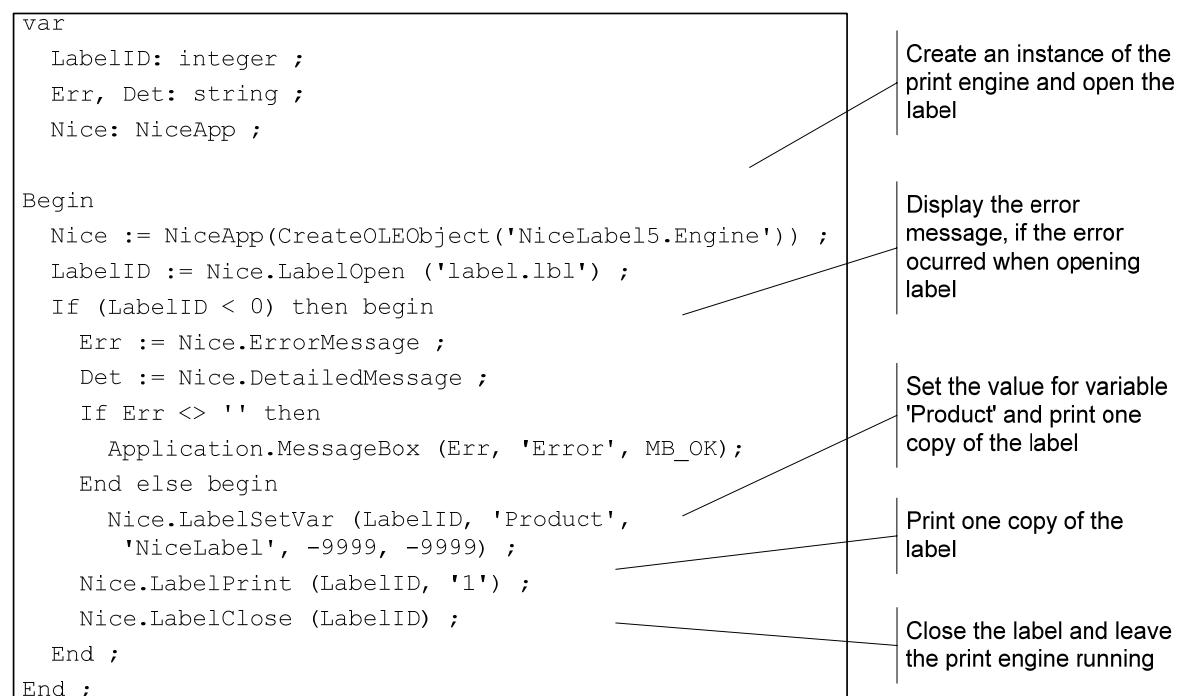 var
LabelID: integer ;
Err, Det: string ;
Nice: NiceApp ;
Begin
Nice := NiceApp(CreateOLEObject('NiceLabel5.Engine')) ;
LabelID := Nice.LabelOpen ('label.lbl') ;
If (LabelID < 0) then begin
Err := Nice.ErrorMessage ;
Det := Nice.DetailedMessage ;
If Err <> '' then
Application.MessageBox (Err, 'Error', MB_OK);
End else begin
Nice.LabelSetVar (LabelID, 'Product',
'NiceLabel', -9999, -9999) ;
Nice.LabelPrint (LabelID, '1') ;
Nice.LabelClose (LabelID) ;
End ;
End ;
Create an instance of the
print engine and open the
label
Display the error
message, if the error
ocurred when opening
label
Set the value for variable
'Product' and print one
copy of the label
Print one copy of the
label
Close the label and leave
the print engine running